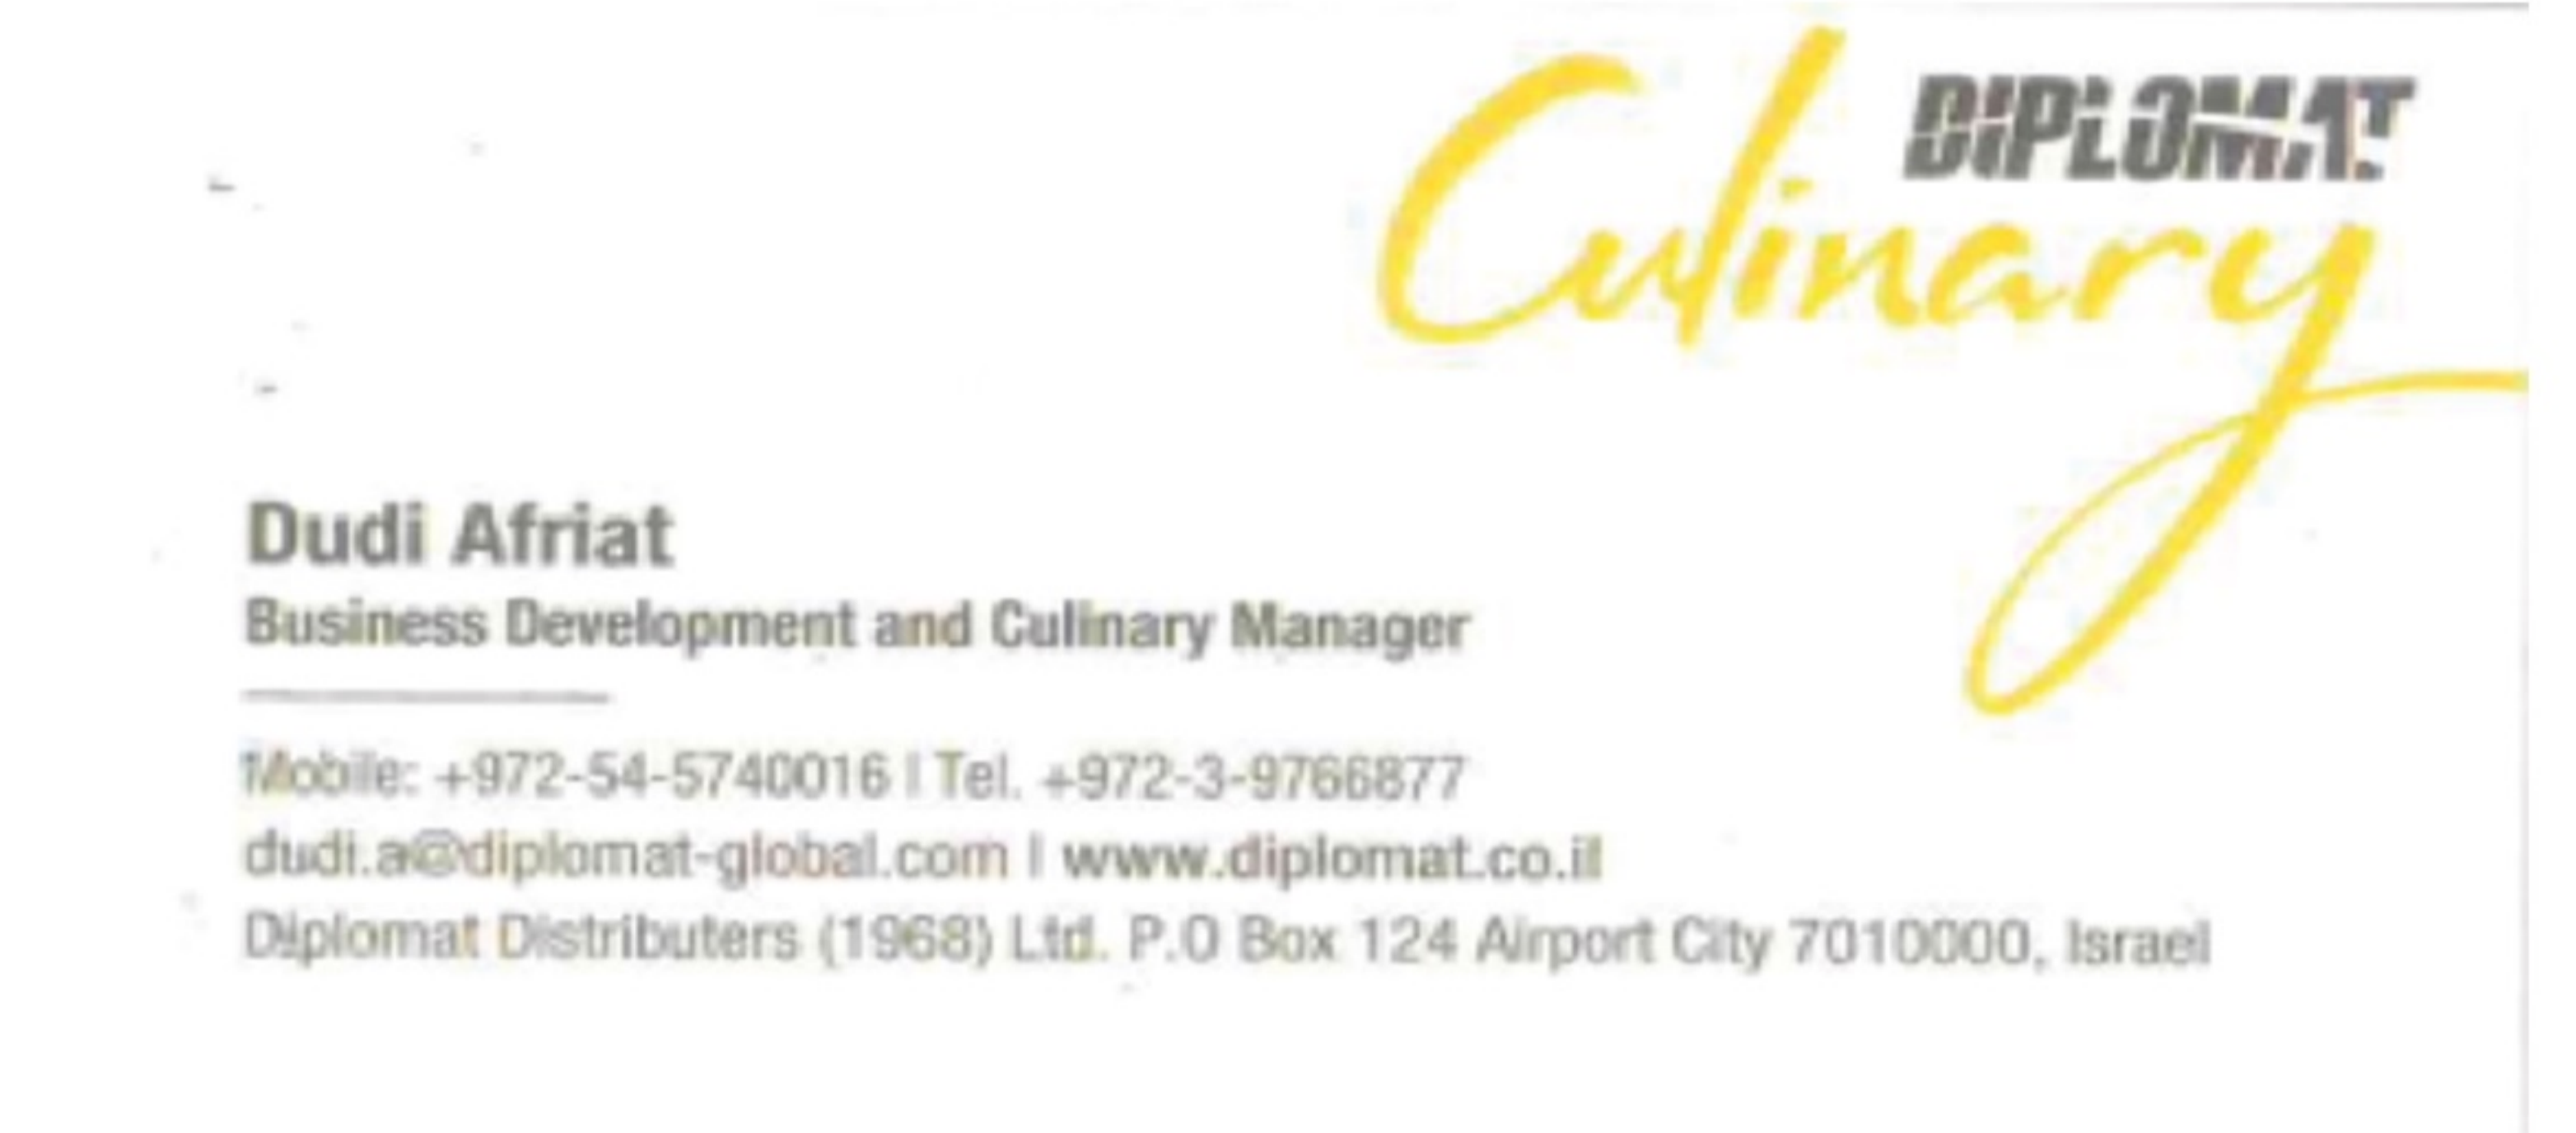 DIPLOMAT
Culinary
Dudi Afriat
Business Development and Culinary Manager
Mobile: +972-54-5740016 | Tel. +972-3-9766877
dudi.a@diplomat-global.com | www.diplomat.co.il
Diplomat Distributers (1968) Ltd. P.O Box 124 Airport City 7010000, Israel